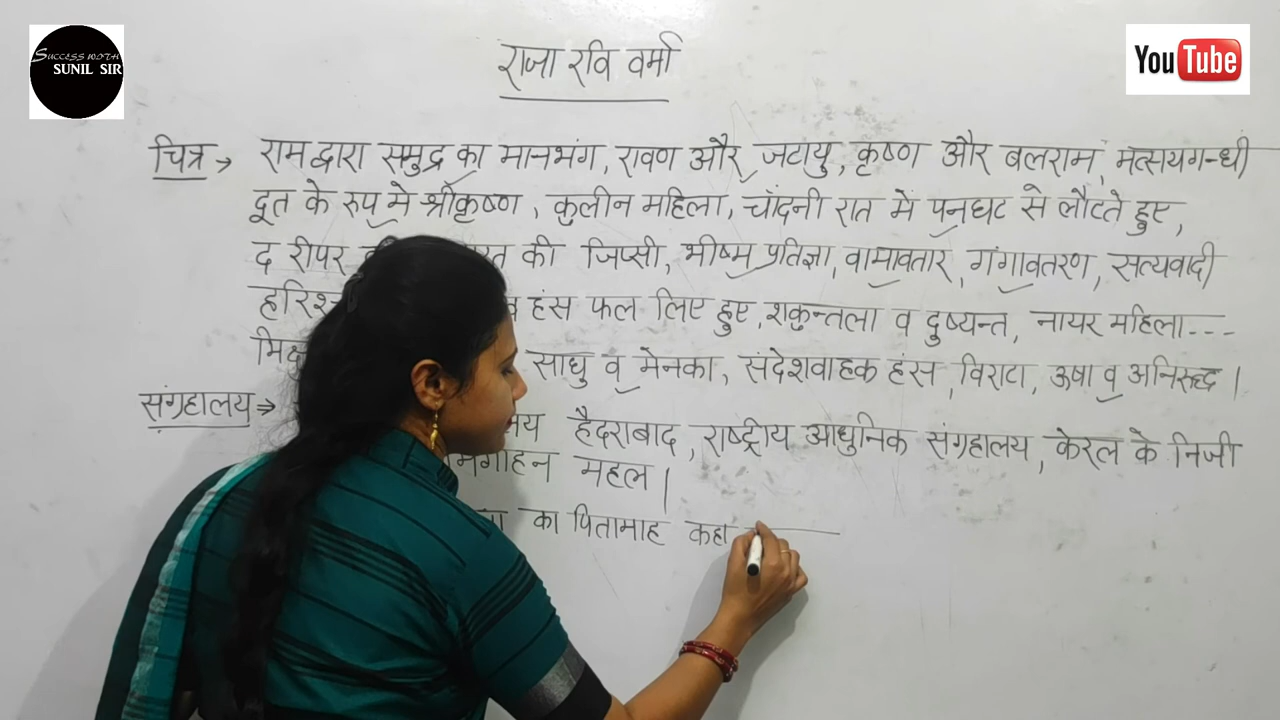 Success with
SUNIL SIR
YouTube
राजा रवि वर्मा
चित्र → राम द्वारा समुद्र का मानभंग, रावण और जटायु, कृष्ण और बलराम, मत्सयगन्धी
दूत के रूप मे श्रीकृष्ण, कुलीन महिला, चाँदनी रात में पनघट से लौटते हुए,
द रीपर की जिप्सी, भीष्म प्रतिज्ञा, वामावतार, गंगावतरण, सत्यवादी
हंस फल लिए हुए, शकुन्तला व दुष्यन्त, नायर महिला---
साधु व मेनका, संदेशवाहक हंस, विराटा, ऊषा व अनिरूद्ध।
संग्रहालय ⇒ हैदराबाद, राष्ट्रीय आधुनिक संग्रहालय, केरल के निजी
महल।
का पितामाह कहा